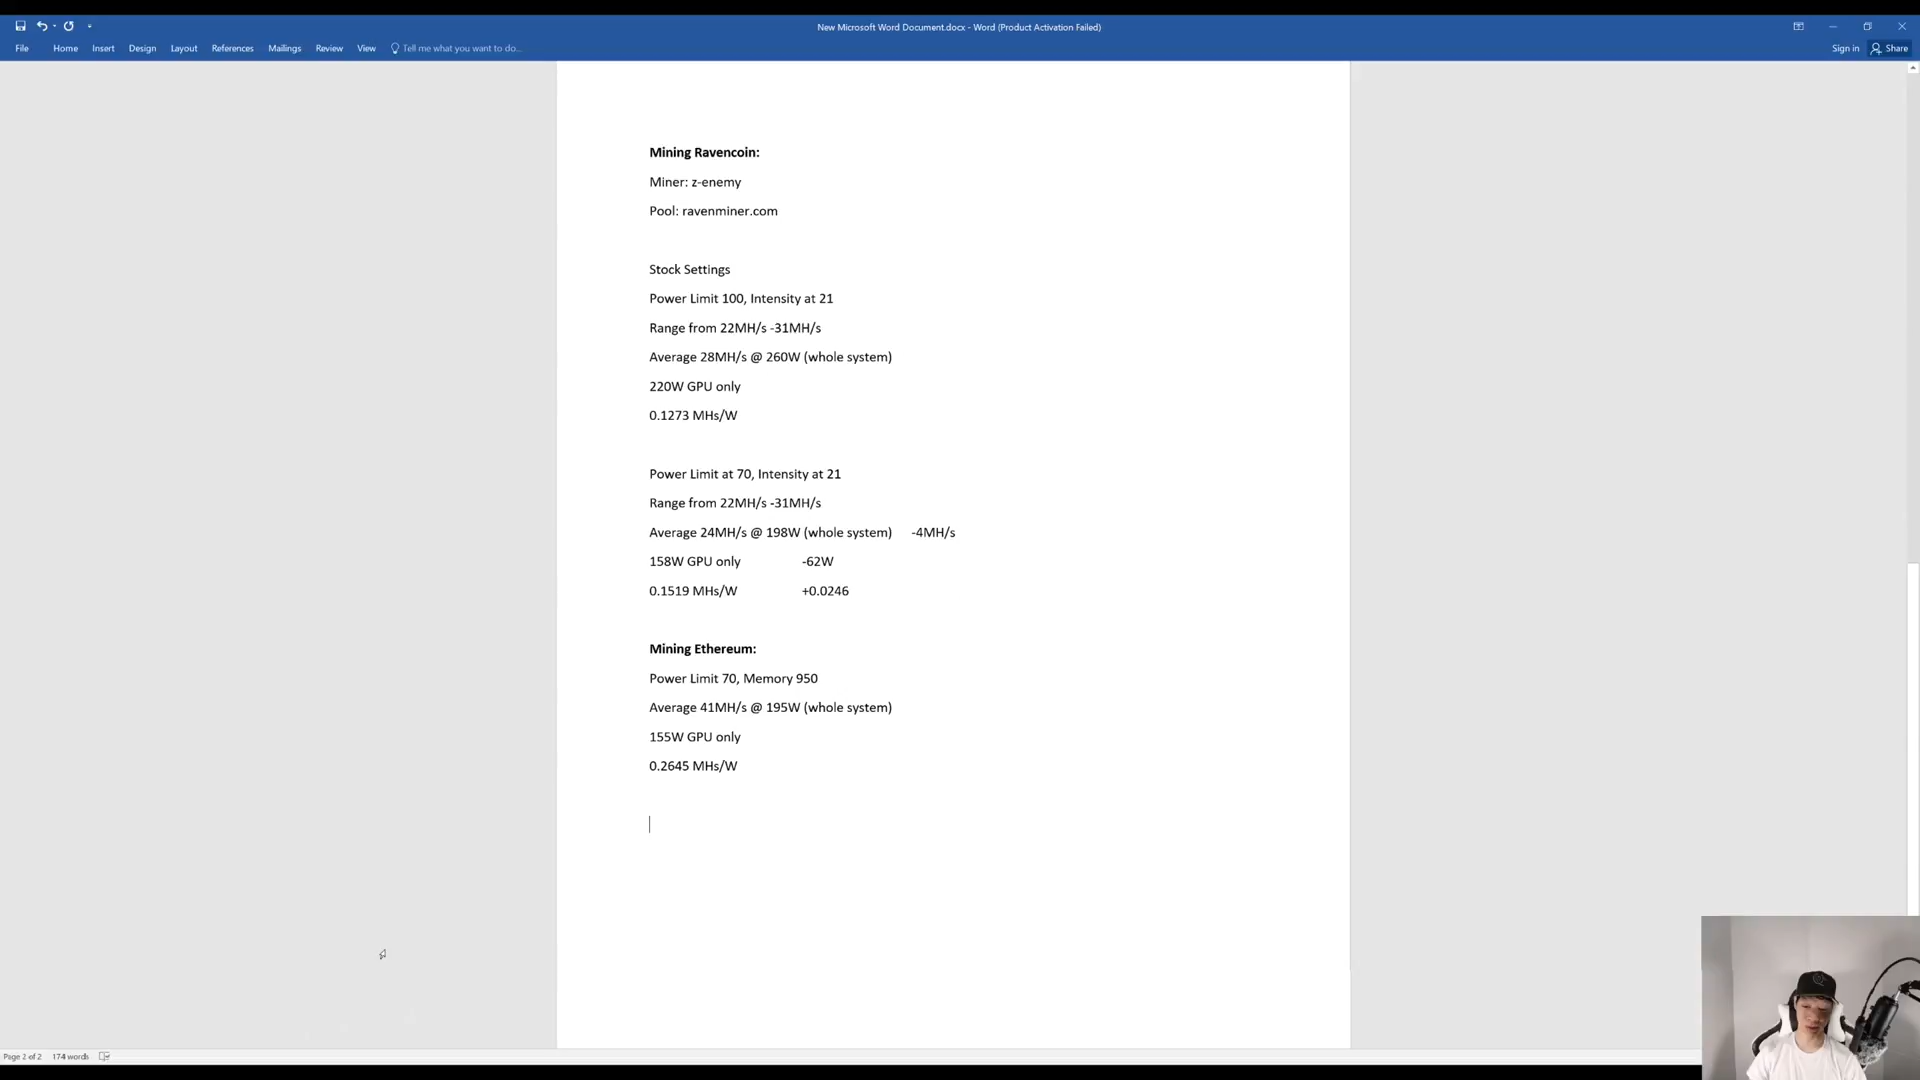 New Microsoft Word Document.docx - Word (Product Activation Failed)
File Home Insert Design Layout References Mailings Review View Tell me what you want to do... Sign in Share
Mining Ravencoin:
Miner: z-enemy
Pool: ravenminer.com
Stock Settings
Power Limit 100, Intensity at 21
Range from 22MH/s -31MH/s
Average 28MH/s @ 260W (whole system)
220W GPU only
0.1273 MHs/W
Power Limit at 70, Intensity at 21
Range from 22MH/s -31MH/s
Average 24MH/s @ 198W (whole system) -4MH/s
158W GPU only -62W
0.1519 MHs/W +0.0246
Mining Ethereum:
Power Limit 70, Memory 950
Average 41MH/s @ 195W (whole system)
155W GPU only
0.2645 MHs/W
Page 2 of 2 174 words